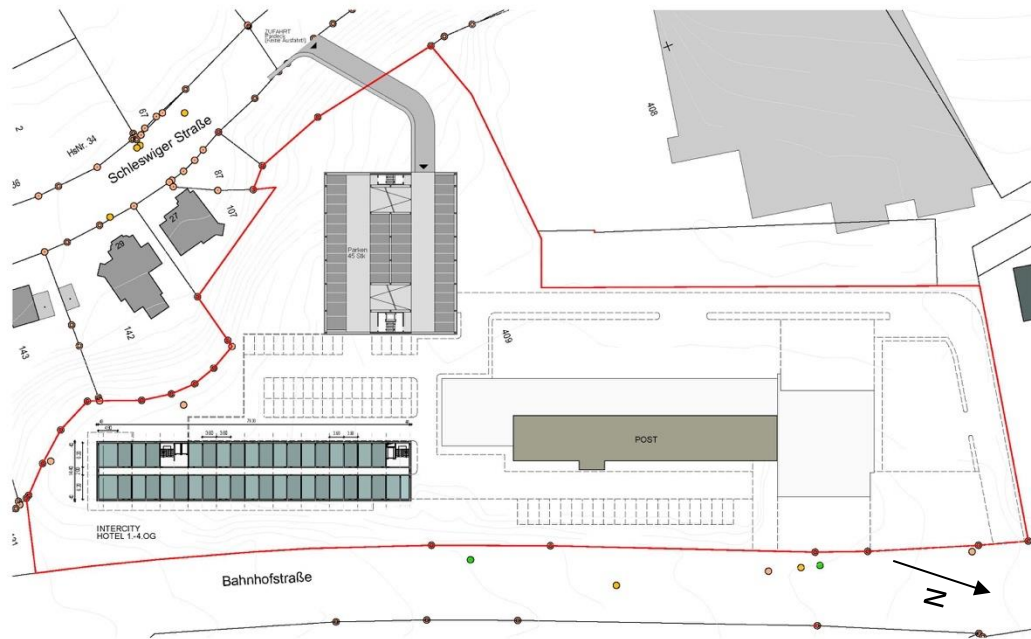 ZUFAHRT
Parkdeck
(Keine Ausfahrt)
408
67
HsNr. 34
Schleswiger Straße
2
38
87
107
27
29
Parken
45 Stk
142
143
409
POST
INTERCITY
HOTEL 1.-4.OG
Bahnhofstraße
N